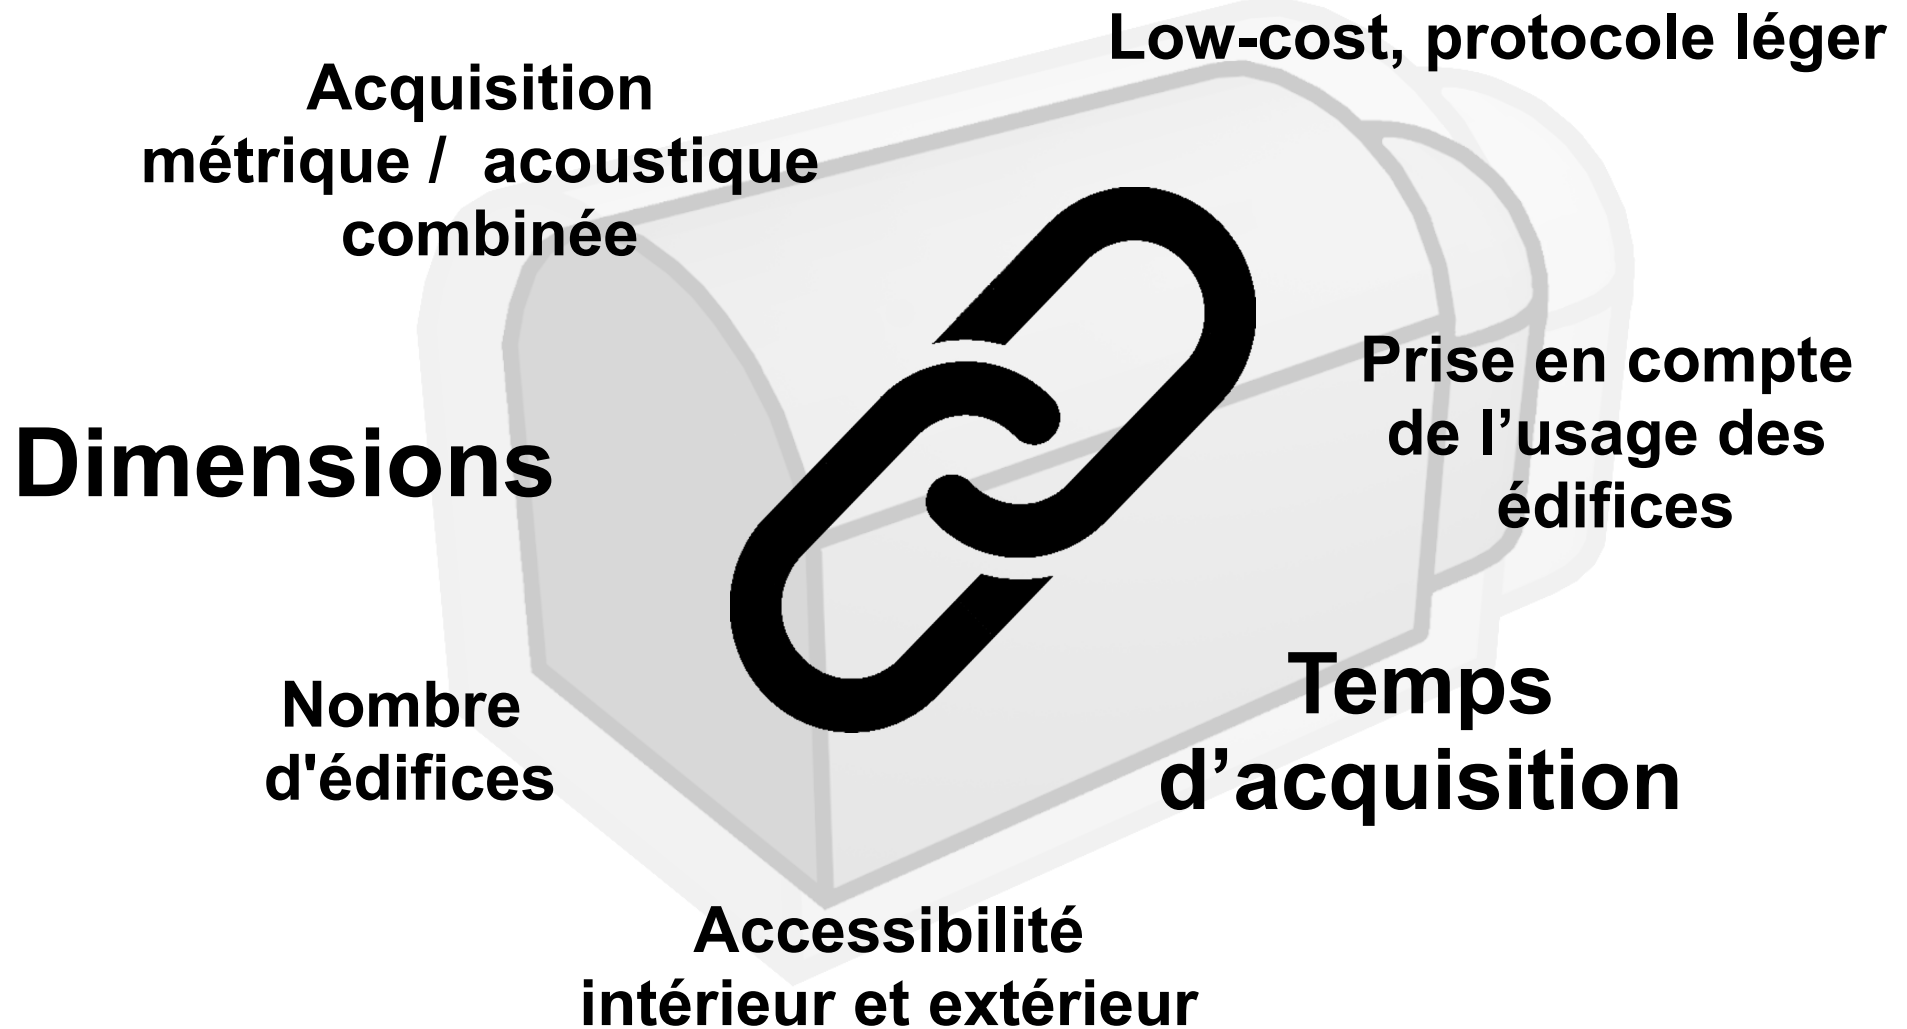 Low-cost, protocole léger
Acquisition
métrique / acoustique
combinée
Prise en compte
de l’usage des
édifices
Dimensions
Temps
d’acquisition
Nombre
d'édifices
Accessibilité
intérieur et extérieur